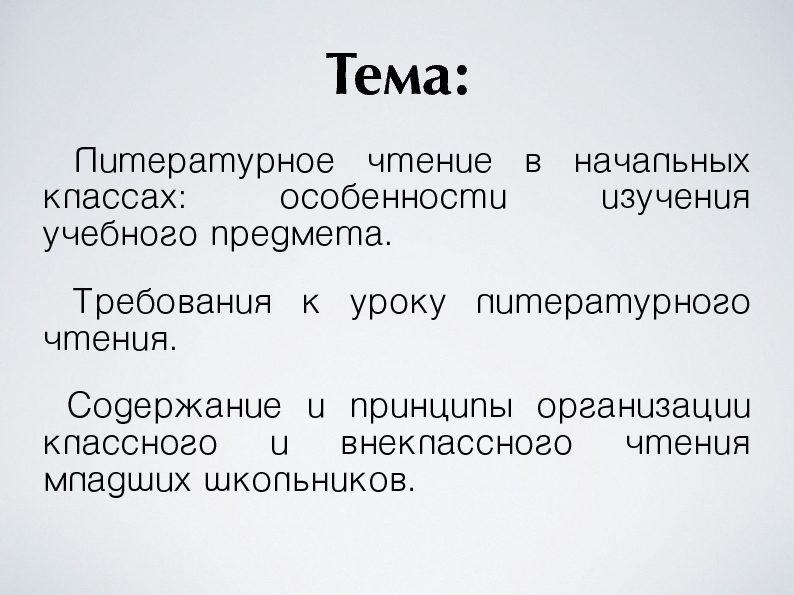 Тема:
Литературное чтение в начальных
классах: особенности изучения
учебного предмета.
Требования к уроку литературного
чтения.
Содержание и принципы организации
классного и внеклассного чтения
младших школьников.